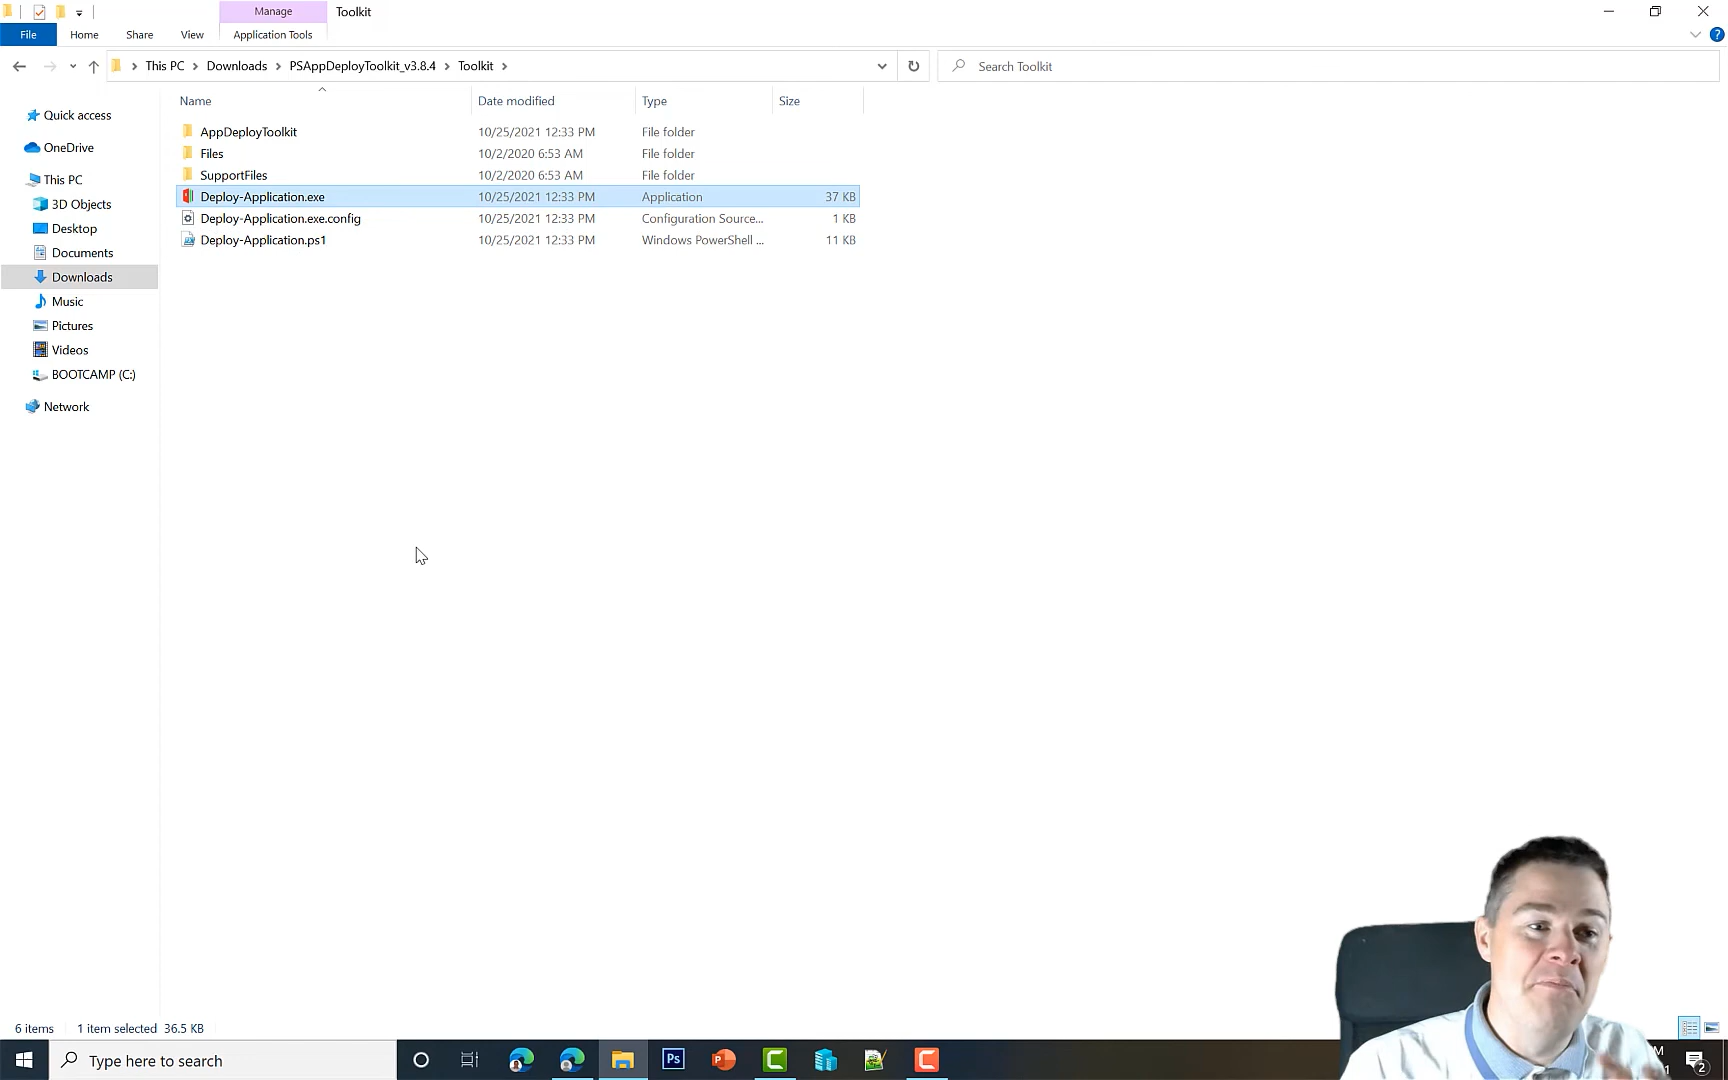 Manage
Toolkit
File
Home
Share
View
Application Tools
This PC
Downloads
PSAppDeployToolkit_v3.8.4
Toolkit
Search Toolkit
Name
Date modified
Type
Size
AppDeployToolkit 10/25/2021 12:33 PM File folder
Files 10/2/2020 6:53 AM File folder
SupportFiles 10/2/2020 6:53 AM File folder
Deploy-Application.exe 10/25/2021 12:33 PM Application 37 KB
Deploy-Application.exe.config 10/25/2021 12:33 PM Configuration Source... 1 KB
Deploy-Application.ps1 10/25/2021 12:33 PM Windows PowerShell ... 11 KB
Quick access
OneDrive
This PC
3D Objects
Desktop
Documents
Downloads
Music
Pictures
Videos
BOOTCAMP (C:)
Network
6 items
1 item selected 36.5 KB
Type here to search
Ps
P
C
C
M
1
2